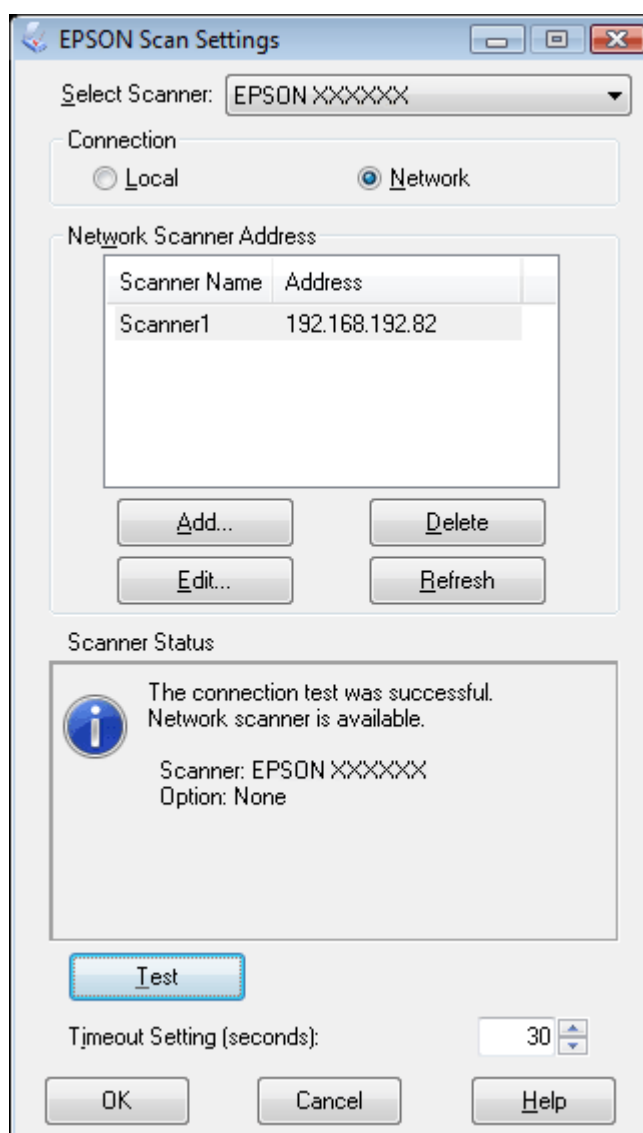 EPSON Scan Settings
Select Scanner: EPSON XXXXXX
Connection
Local Network
Network Scanner Address
Scanner Name Address
Scanner1 192.168.192.82
Add... Delete
Edit... Refresh
Scanner Status
The connection test was successful.
Network scanner is available.
Scanner: EPSON XXXXXX
Option: None
Test
Timeout Setting (seconds): 30
OK Cancel Help